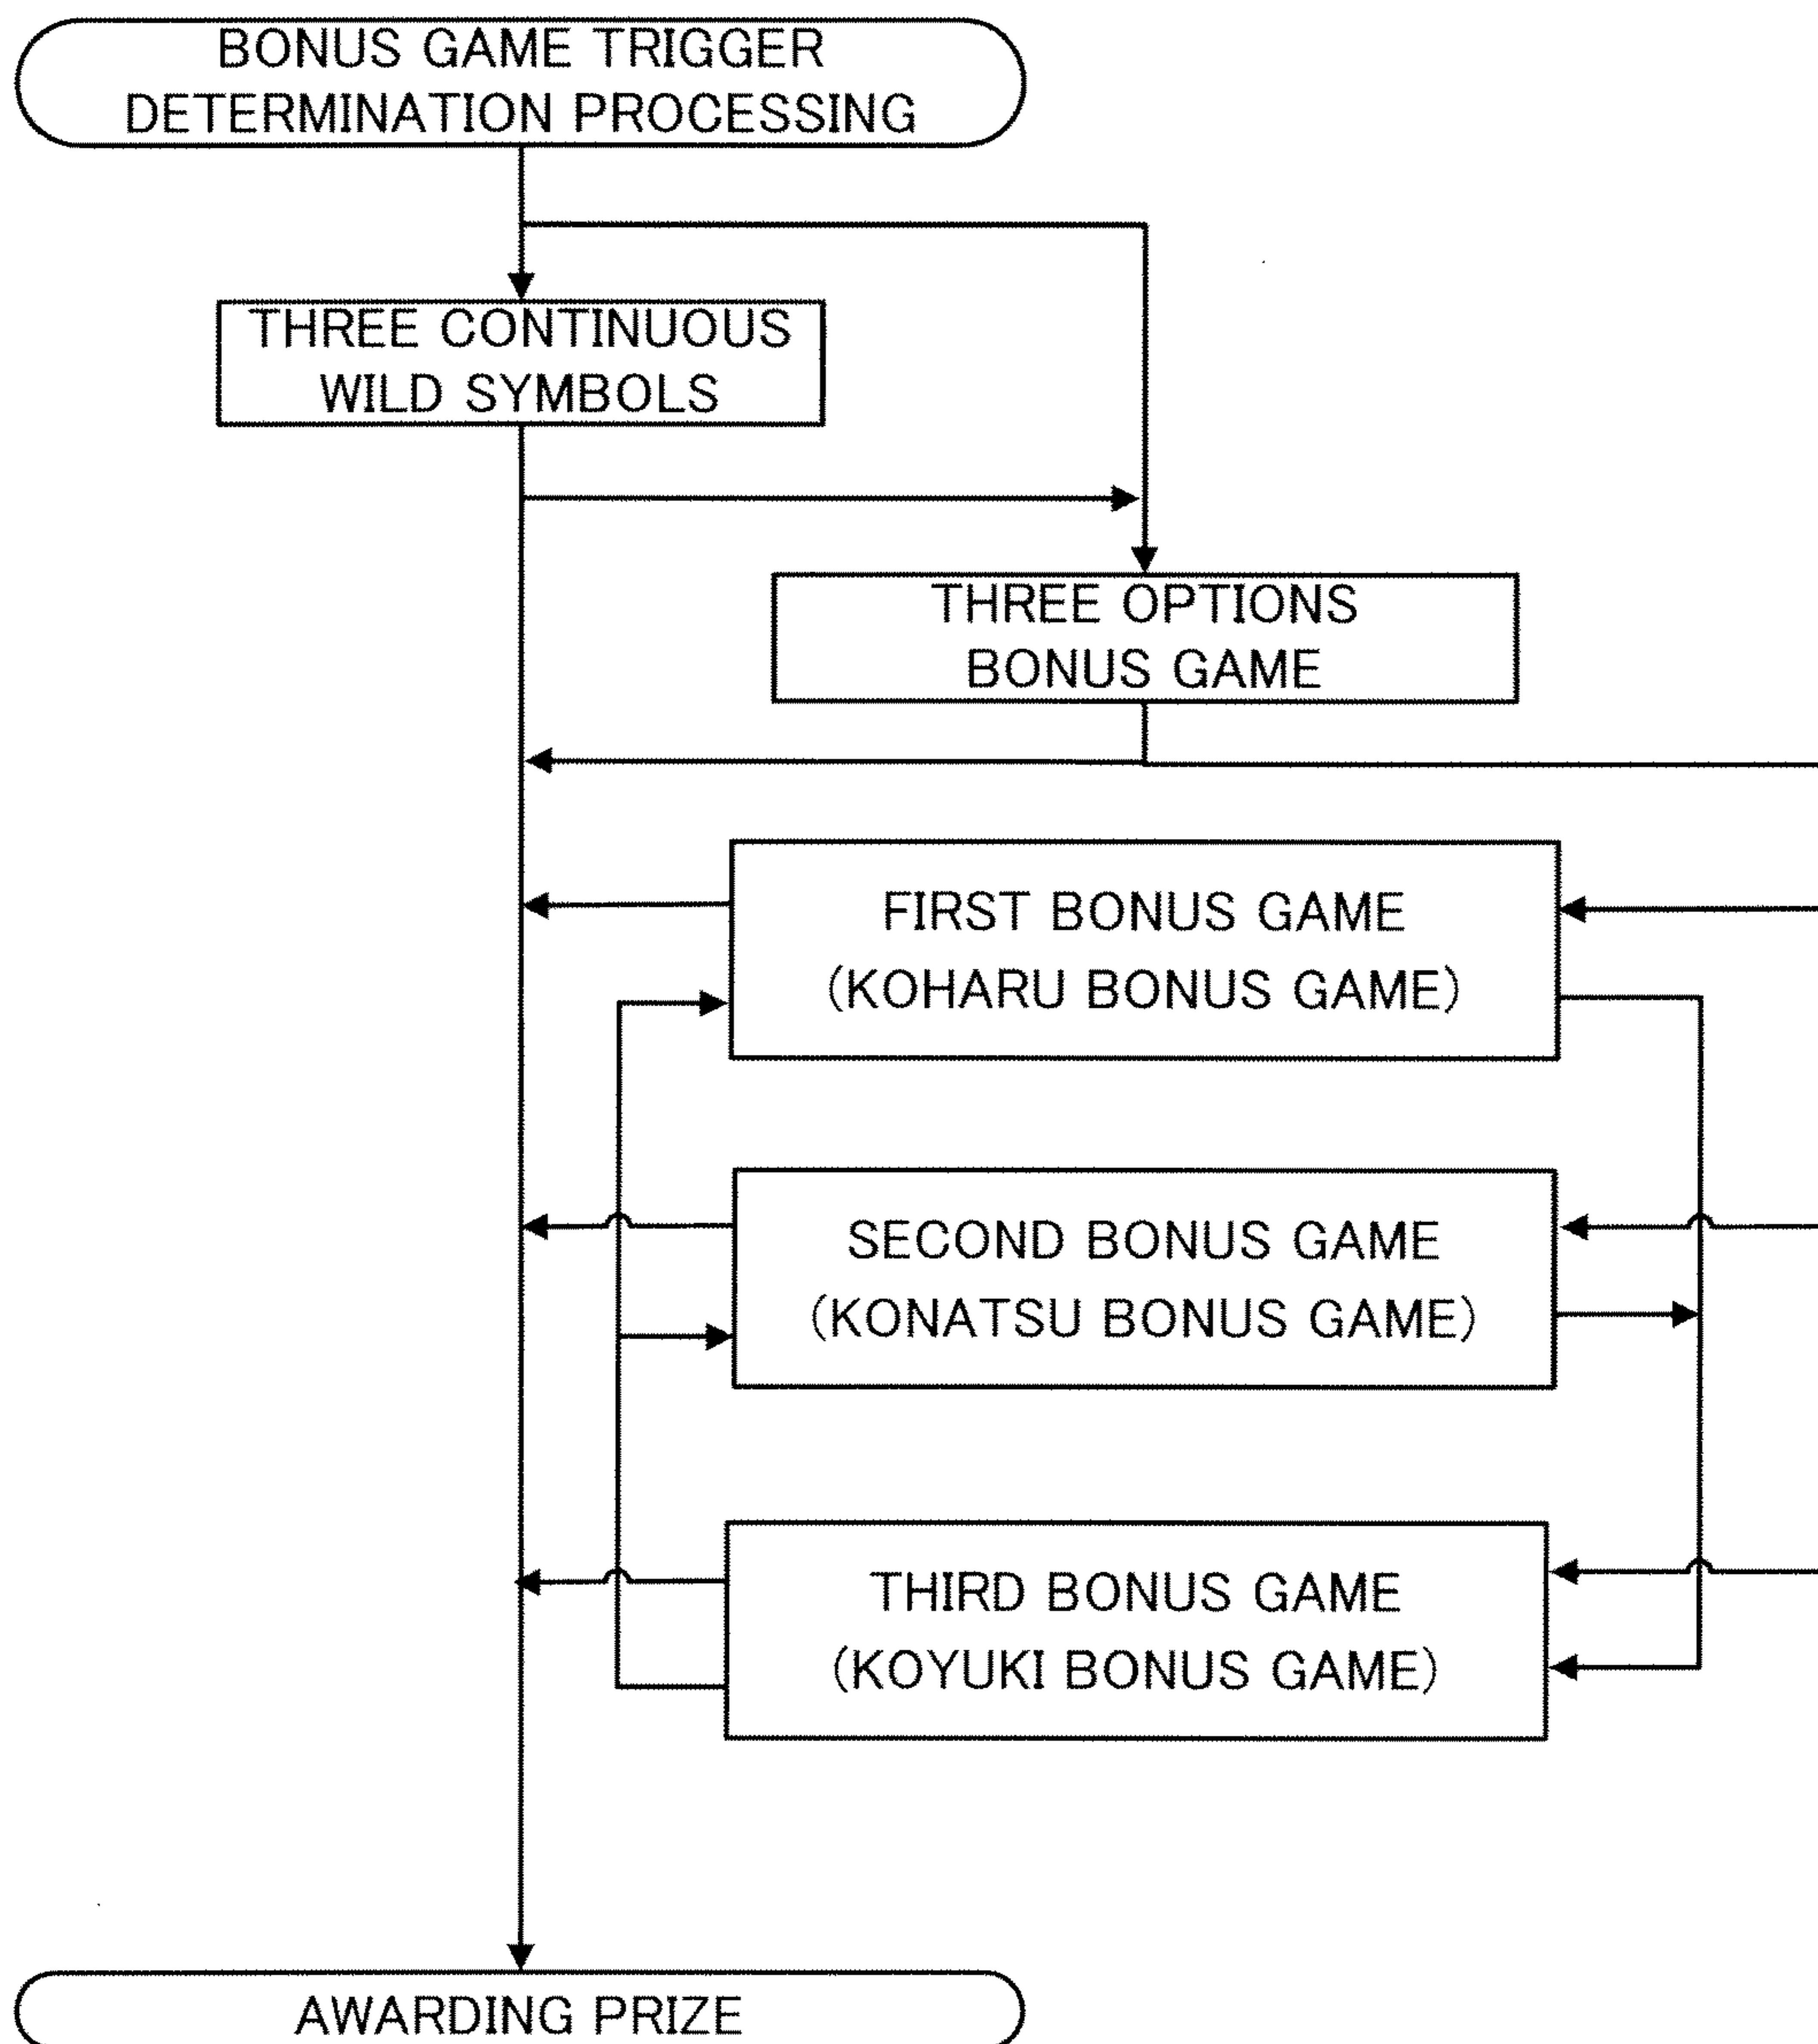 BONUS GAME TRIGGER
DETERMINATION PROCESSING
THREE CONTINUOUS
WILD SYMBOLS
THREE OPTIONS
BONUS GAME
FIRST BONUS GAME
(KOHARU BONUS GAME)
SECOND BONUS GAME
(KONATSU BONUS GAME)
THIRD BONUS GAME
(KOYUKI BONUS GAME)
AWARDING PRIZE